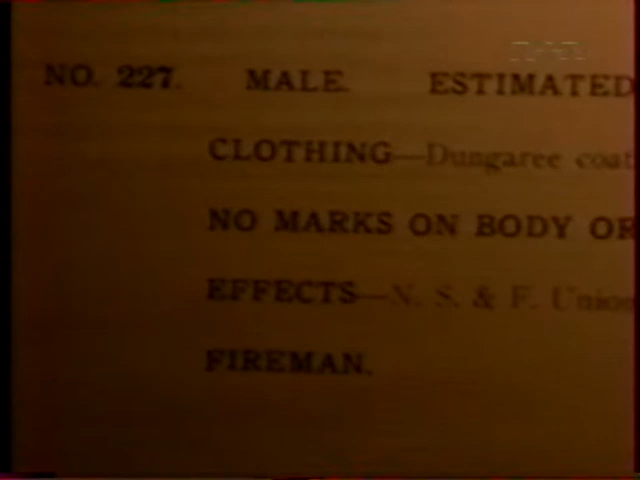 NO. 227. MALE. ESTIMATED
CLOTHING—Dungaree coat
NO MARKS ON BODY OR
EFFECTS—N. S. & F. Union
FIREMAN.